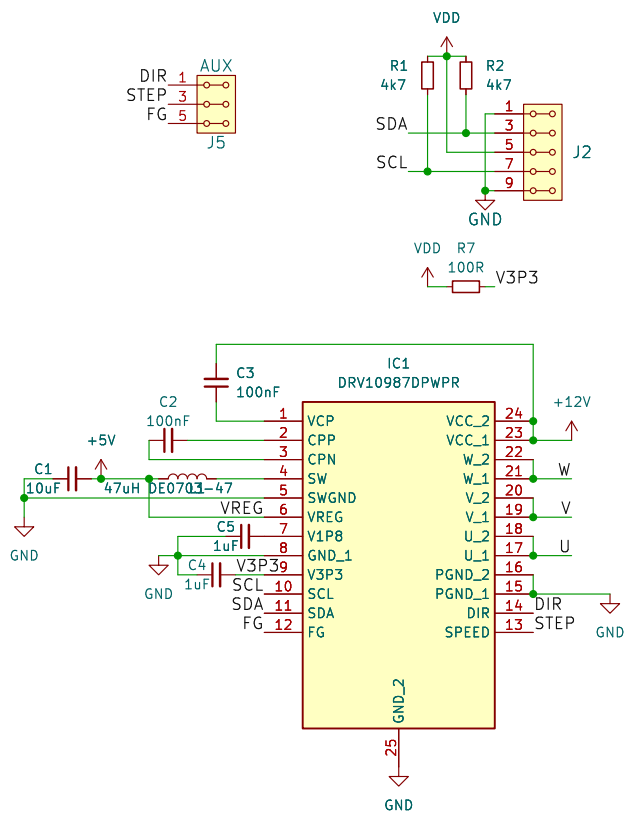 VDD
AUX
R1
4k7
R2
4k7
DIR 1
STEP 3
FG 5
J5
SDA
SCL
1
3
5
7
9
J2
GND
VDD
R7
100R
V3P3
IC1
DRV10987DPWPR
C3
100nF
C2
100nF
+12V
+5V
C1
10uF
47uH DE0703-47
GND
VREG
C5
1uF
GND
C4
1uF
V3P3
SCL
SDA
FG
1 VCP
2 CPP
3 CPN
4 SW
5 SWGND
6 VREG
7 V1P8
8 GND_1
9 V3P3
10 SCL
11 SDA
12 FG
VCC_2 24
VCC_1 23
W_2 22
W_1 21 W
V_2 20
V_1 19 V
U_2 18
U_1 17 U
PGND_2 16
PGND_1 15
DIR 14 DIR
SPEED 13 STEP
GND
GND_2
25
GND